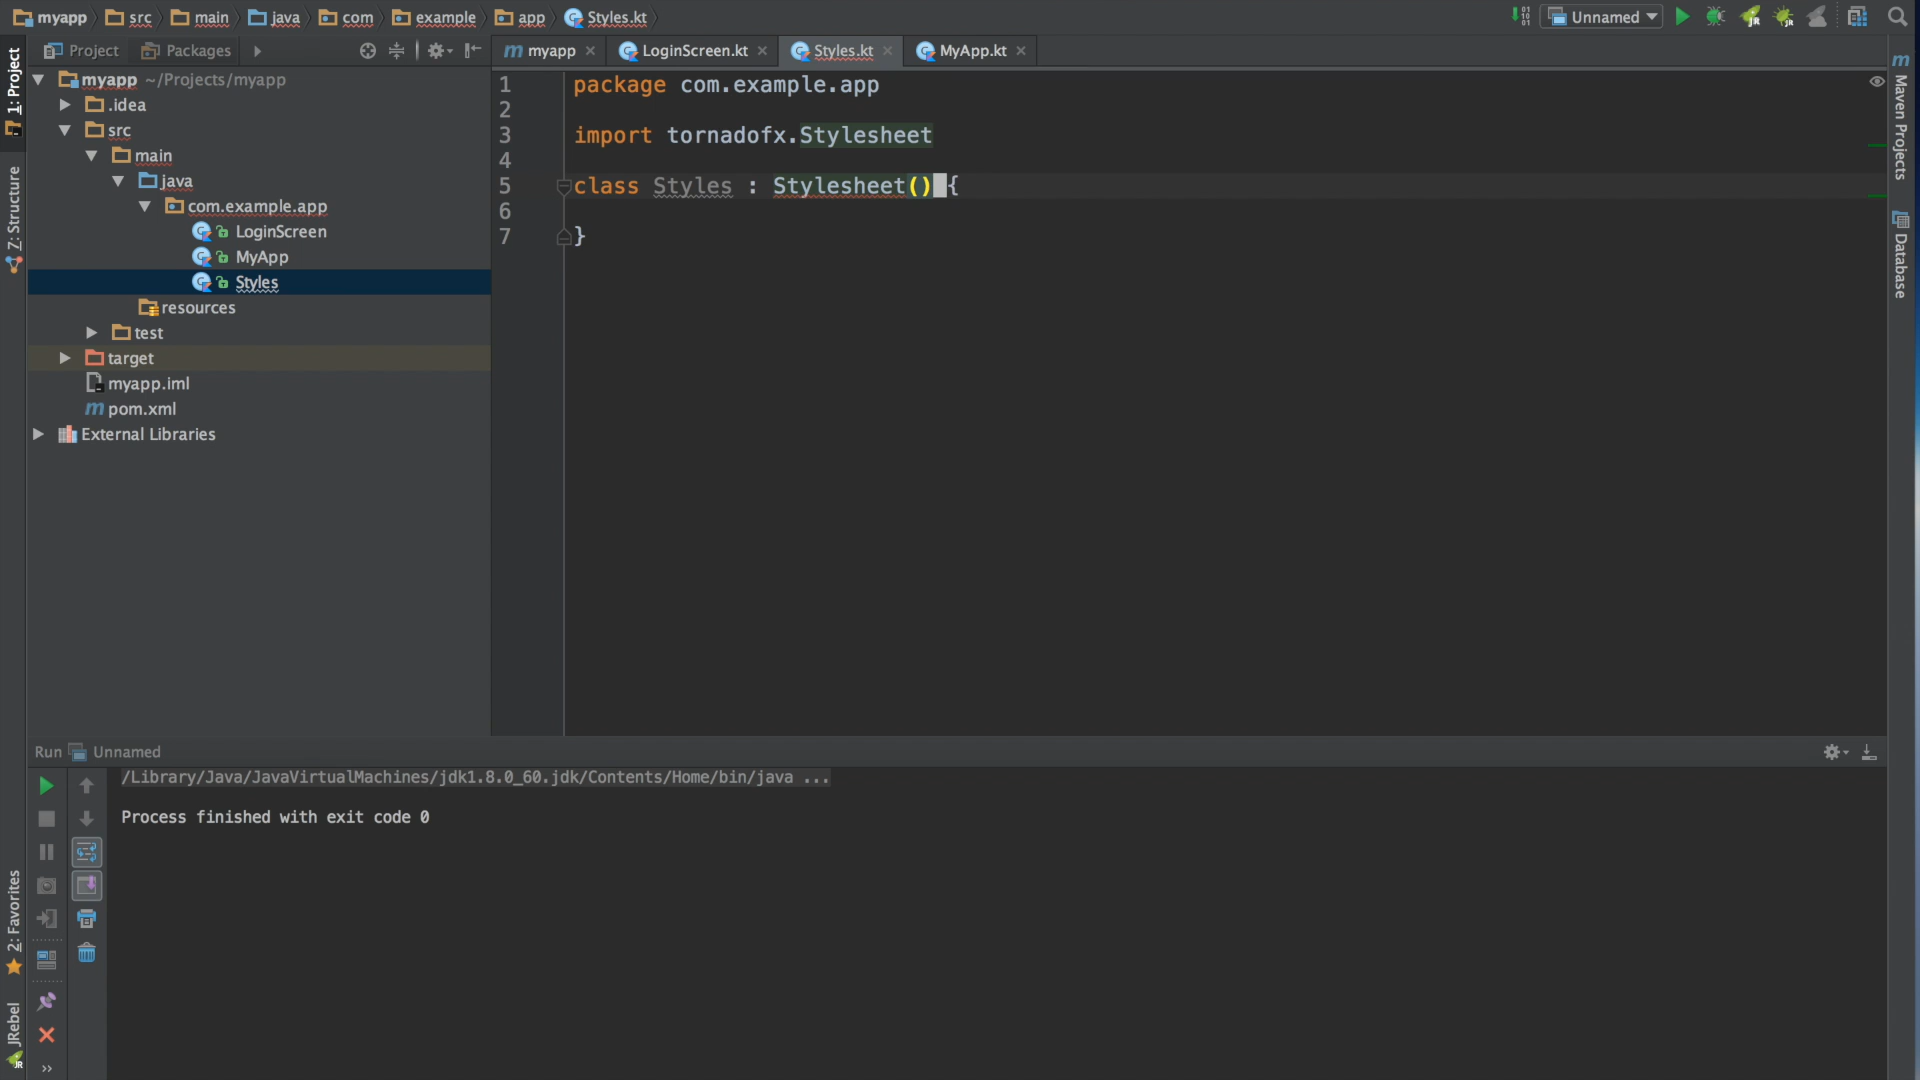 myapp src main java com example app Styles.kt Unnamed
Project Packages myapp LoginScreen.kt Styles.kt MyApp.kt
1: Project
Z: Structure
2: Favorites
JRebel
myapp ~/Projects/myapp
.idea
src
main
java
com.example.app
LoginScreen
MyApp
Styles
resources
test
target
myapp.iml
m pom.xml
External Libraries
1 package com.example.app
2
3 import tornadofx.Stylesheet
4
5 class Styles : Stylesheet() {
6
7 }
Maven Projects
Database
Run Unnamed
/Library/Java/JavaVirtualMachines/jdk1.8.0_60.jdk/Contents/Home/bin/java ...
Process finished with exit code 0